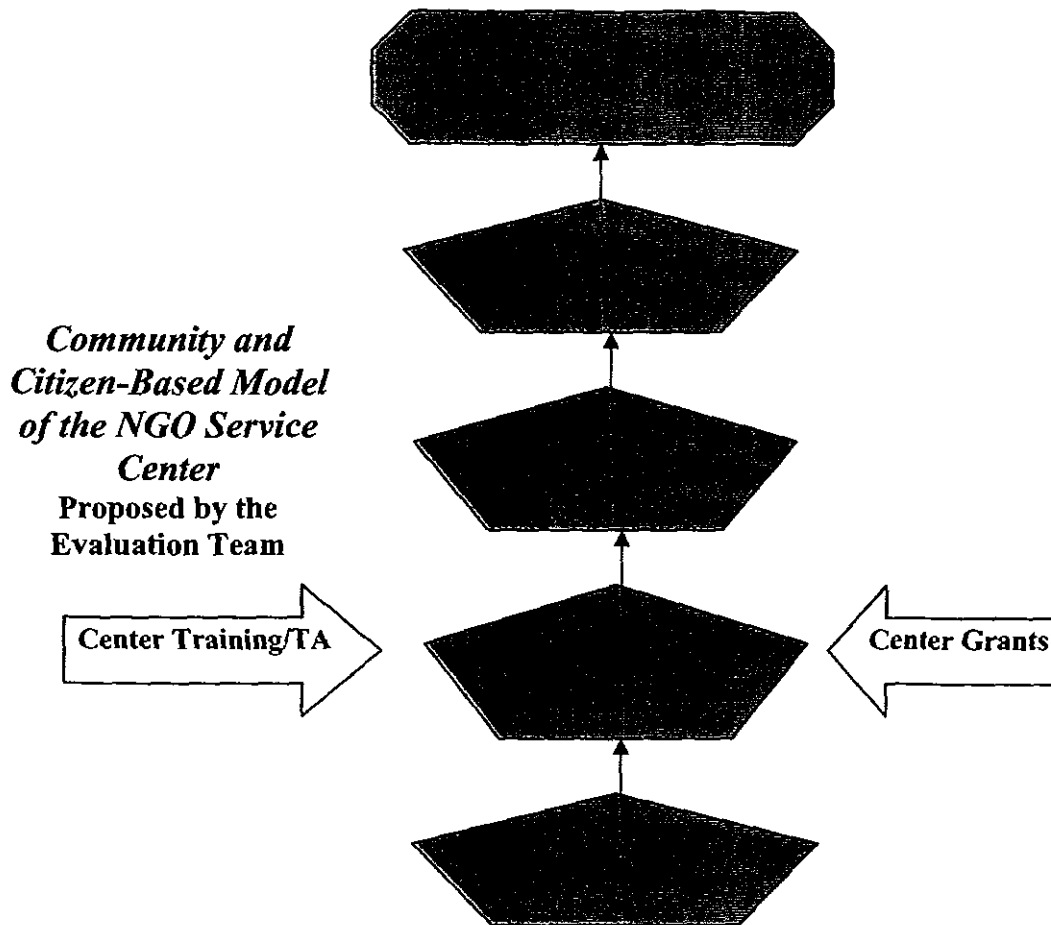 Community and
Citizen-Based Model
of the NGO Service
Center
Proposed by the
Evaluation Team
Center Training/TA
Center Grants